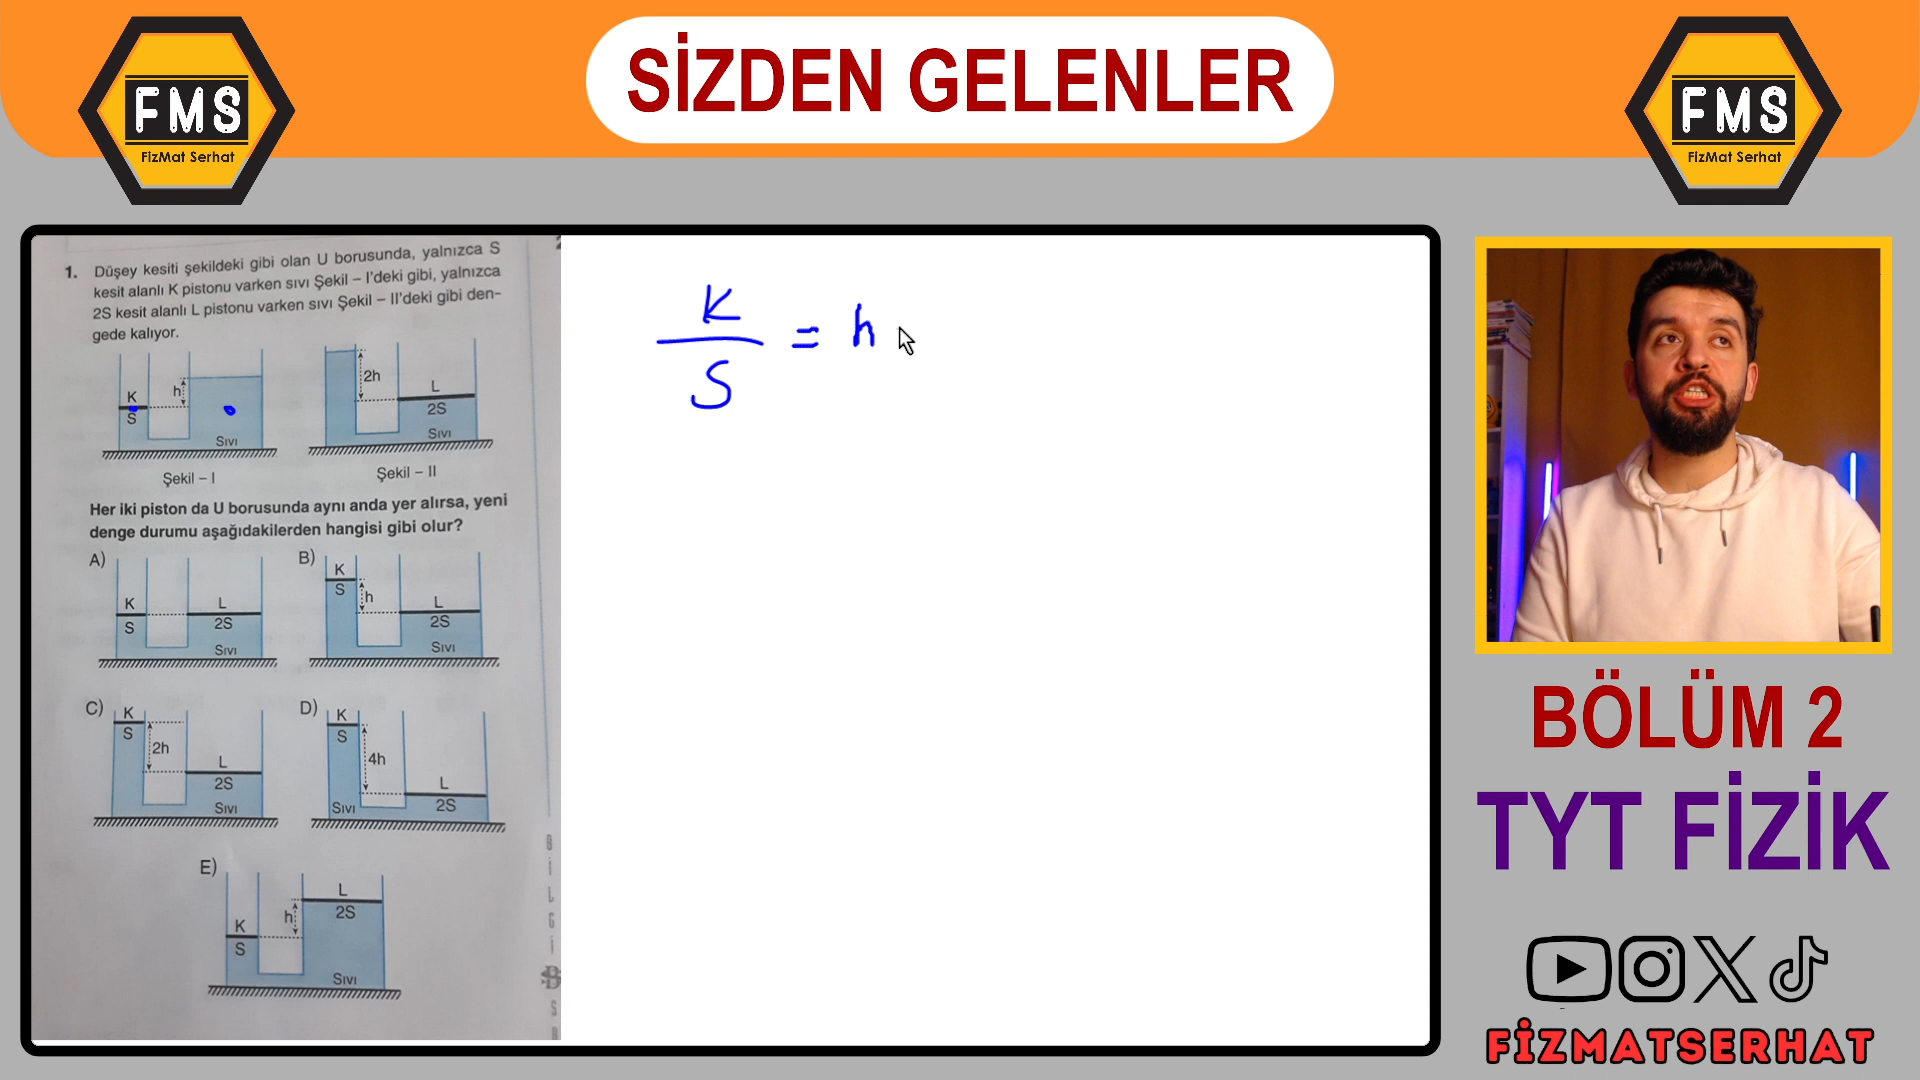 SİZDEN GELENLER
FMS
FizMat Serhat
FMS
FizMat Serhat
1. Düşey kesiti şekildeki gibi olan U borusunda, yalnızca S
kesit alanlı K pistonu varken sıvı Şekil – I'deki gibi, yalnızca
2S kesit alanlı L pistonu varken sıvı Şekil – II'deki gibi den-
gede kalıyor.
K
S
h
Sıvı
Şekil – I
2h
L
2S
Sıvı
Şekil – II
Her iki piston da U borusunda aynı anda yer alırsa, yeni
denge durumu aşağıdakilerden hangisi gibi olur?
A)
K
S
L
2S
Sıvı
B)
K
S
h
L
2S
Sıvı
C)
K
S
2h
L
2S
Sıvı
D)
K
S
4h
L
2S
Sıvı
E)
K
S
h
L
2S
Sıvı
K
S
= h
BÖLÜM 2
TYT FİZİK
FİZMATSERHAT